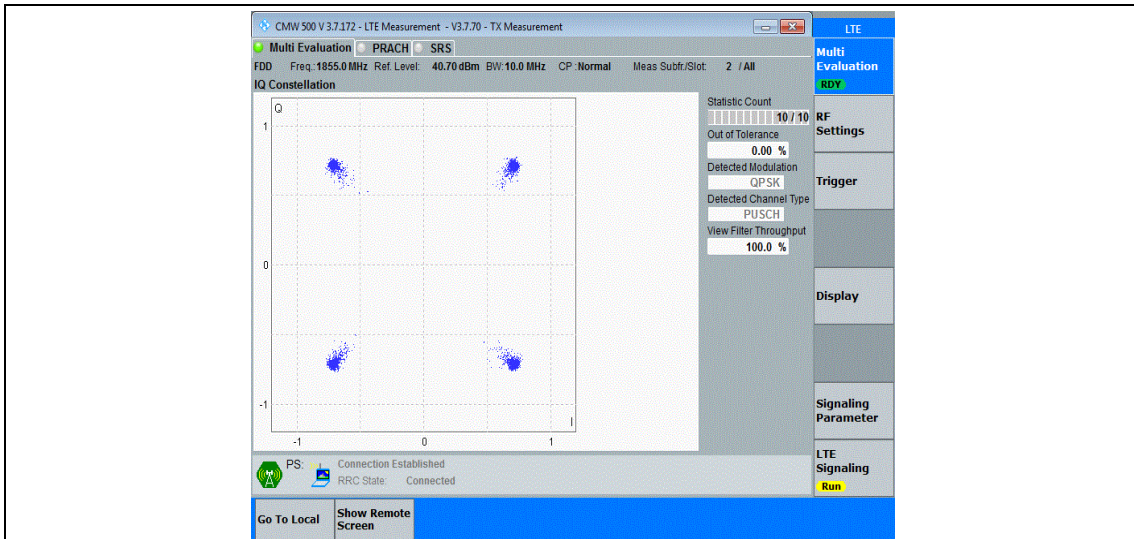 CMW 500 V 3.7.172 - LTE Measurement - V3.7.70 - TX Measurement
LTE
Multi Evaluation PRACH SRS
FDD Freq.:1855.0 MHz Ref. Level: 40.70 dBm BW:10.0 MHz CP :Normal Meas Subfr./Slot: 2 / All
IQ Constellation
Q
1
0
-1
I
-1 0 1
Statistic Count
10 / 10
Out of Tolerance
0.00 %
Detected Modulation
QPSK
Detected Channel Type
PUSCH
View Filter Throughput
100.0 %
Multi
Evaluation
RDY
RF
Settings
Trigger
Display
Signaling
Parameter
LTE
Signaling
Run
PS: Connection Established
RRC State: Connected
Go To Local
Show Remote
Screen